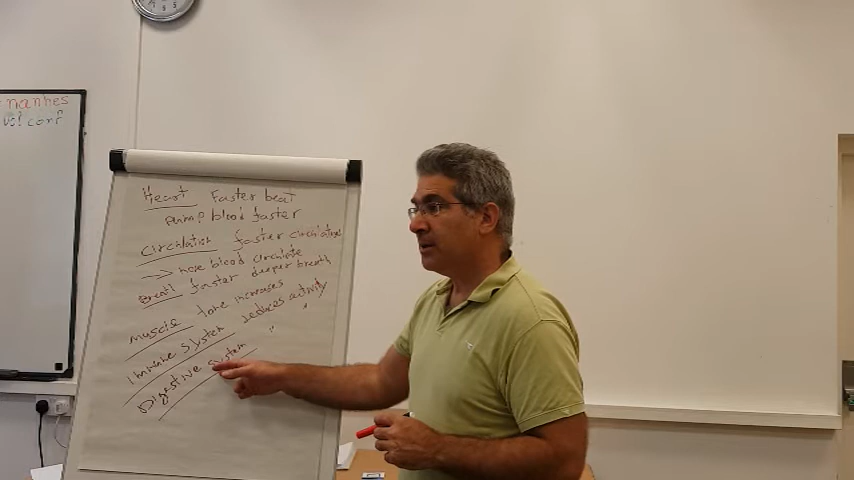 Heart Faster beat
Pump blood faster
circulation faster circulation
→ more blood circulate
Breath faster deeper breath
muscle tone increases
Immune system reduces activity
Digestive system " "